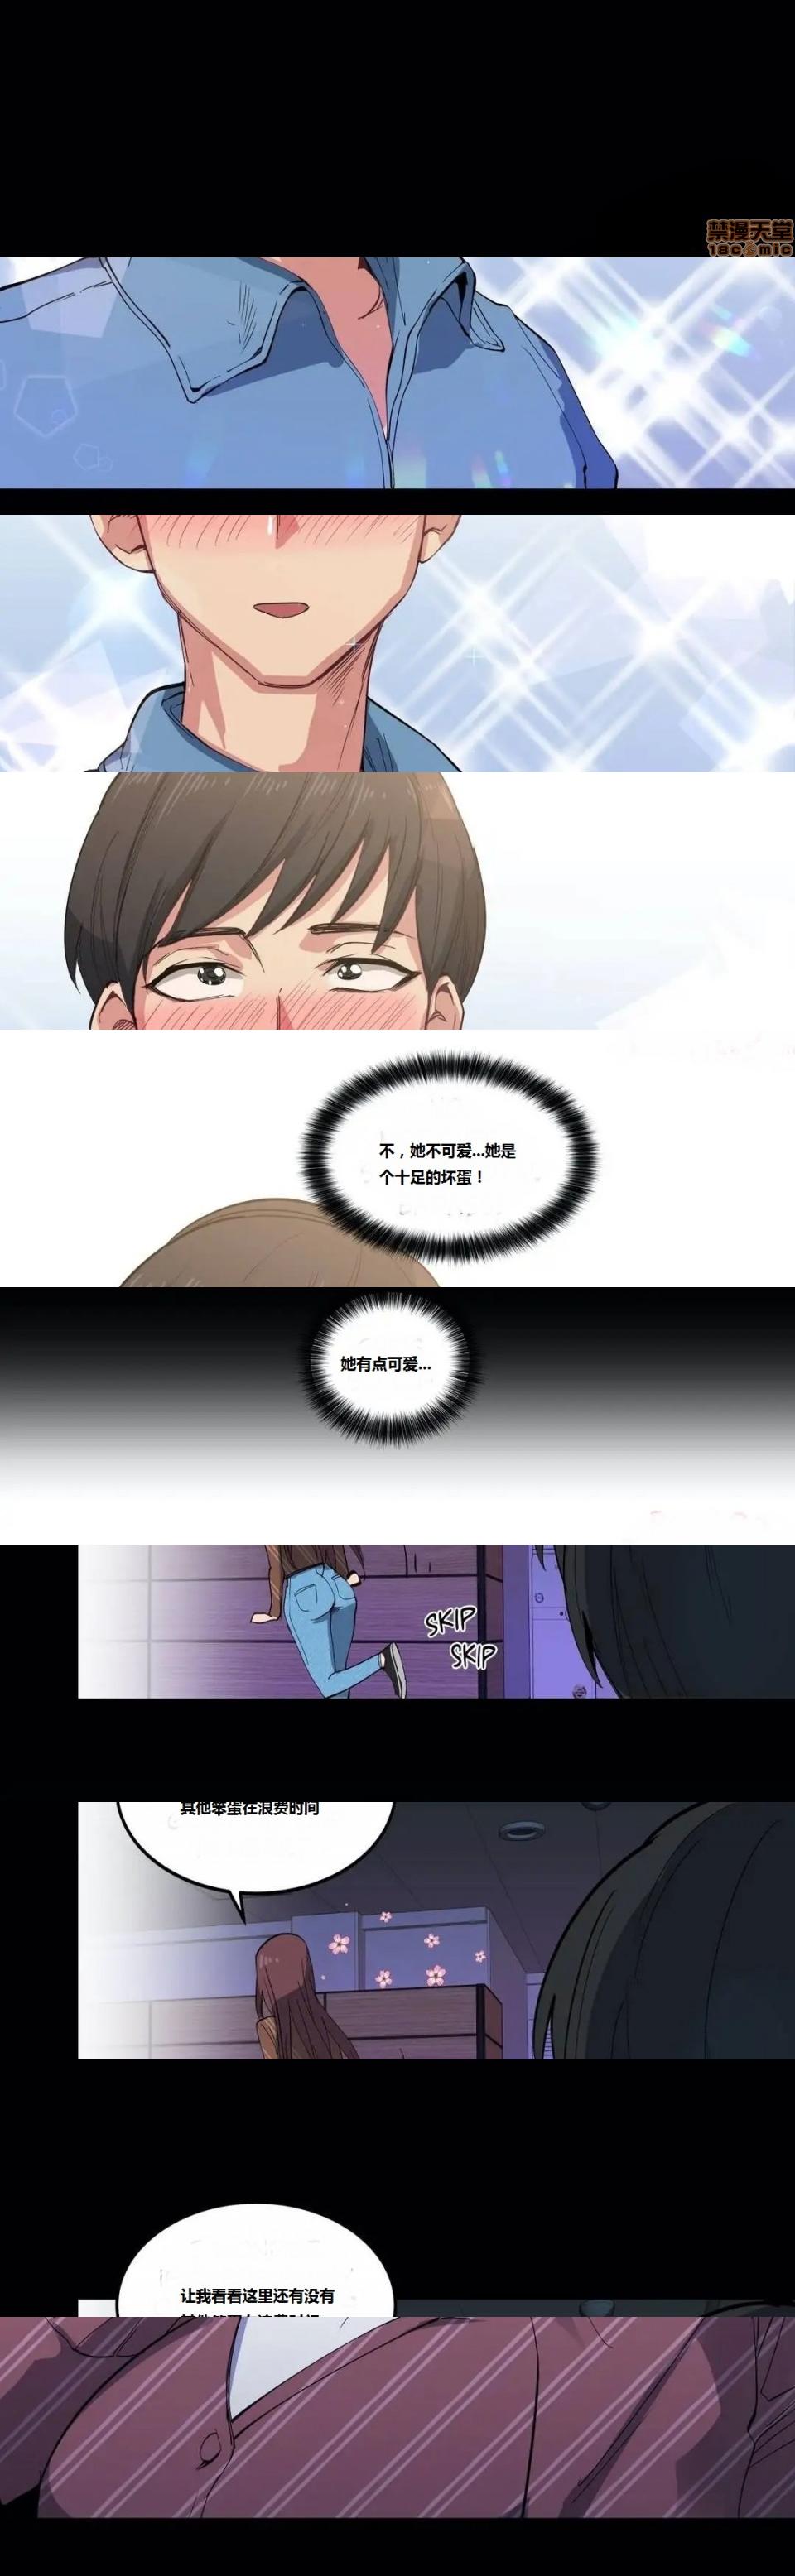 禁漫天堂
18comic
不，她不可爱...她是
个十足的坏蛋！
她有点可爱...
SKIP
SKIP
其他笨蛋在浪费时间
让我看看这里还有没有